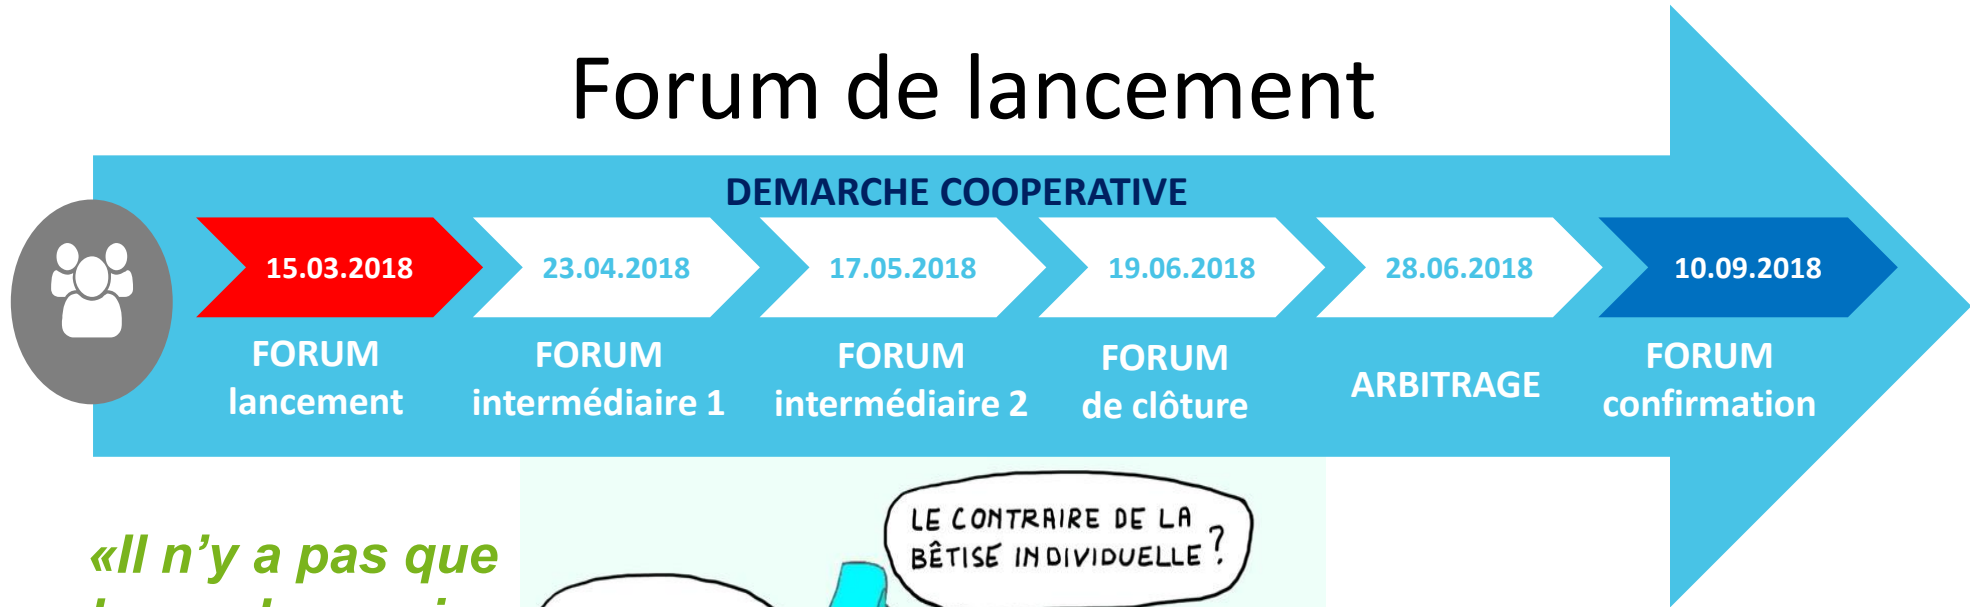 Forum de lancement
DEMARCHE COOPERATIVE
15.03.2018
23.04.2018
17.05.2018
19.06.2018
28.06.2018
10.09.2018
FORUM
lancement
FORUM
intermédiaire 1
FORUM
intermédiaire 2
FORUM
de clôture
ARBITRAGE
FORUM
confirmation
«Il n’y a pas que
LE CONTRAIRE DE LA
BÊTISE INDIVIDUELLE ?